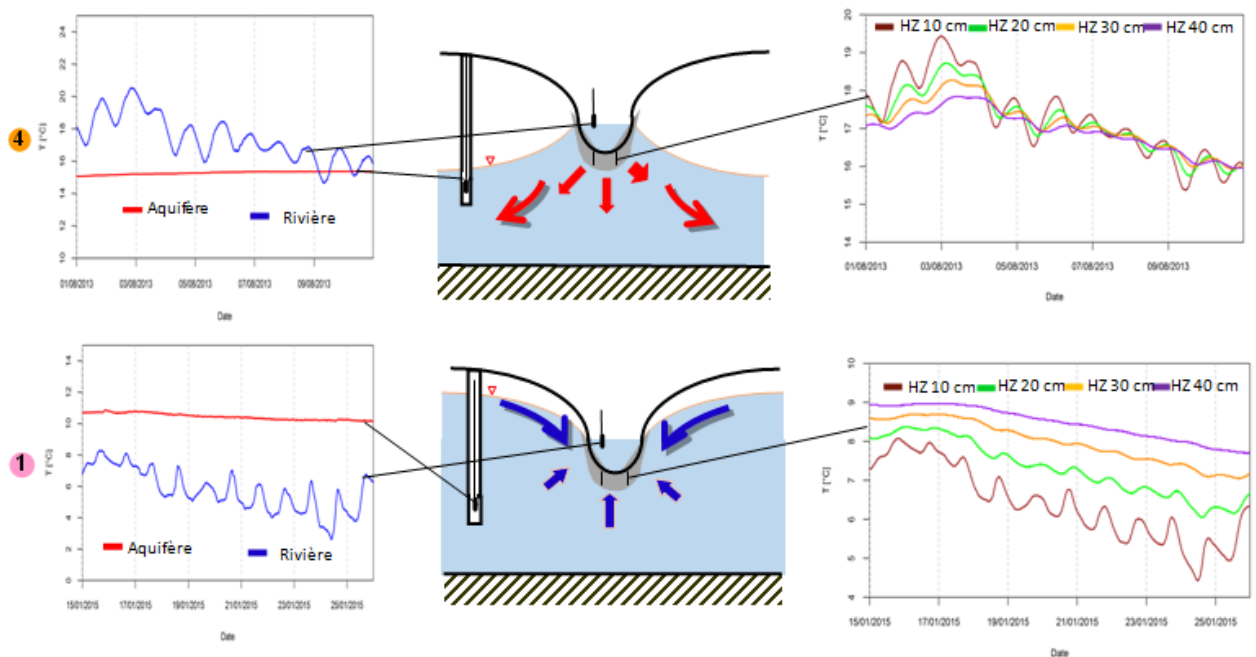 4
T [°C]
24
22
20
18
16
14
12
10
Aquifère
Rivière
01/08/2013
03/08/2013
05/08/2013
07/08/2013
09/08/2013
Date
T [°C]
20
19
18
17
16
15
14
HZ 10 cm
HZ 20 cm
HZ 30 cm
HZ 40 cm
01/08/2013
03/08/2013
05/08/2013
07/08/2013
09/08/2013
Date
1
T [°C]
14
12
10
8
6
4
2
0
Aquifère
Rivière
15/01/2015
17/01/2015
19/01/2015
21/01/2015
23/01/2015
25/01/2015
Date
T [°C]
10
9
8
7
6
5
4
HZ 10 cm
HZ 20 cm
HZ 30 cm
HZ 40 cm
15/01/2015
17/01/2015
19/01/2015
21/01/2015
23/01/2015
25/01/2015
Date